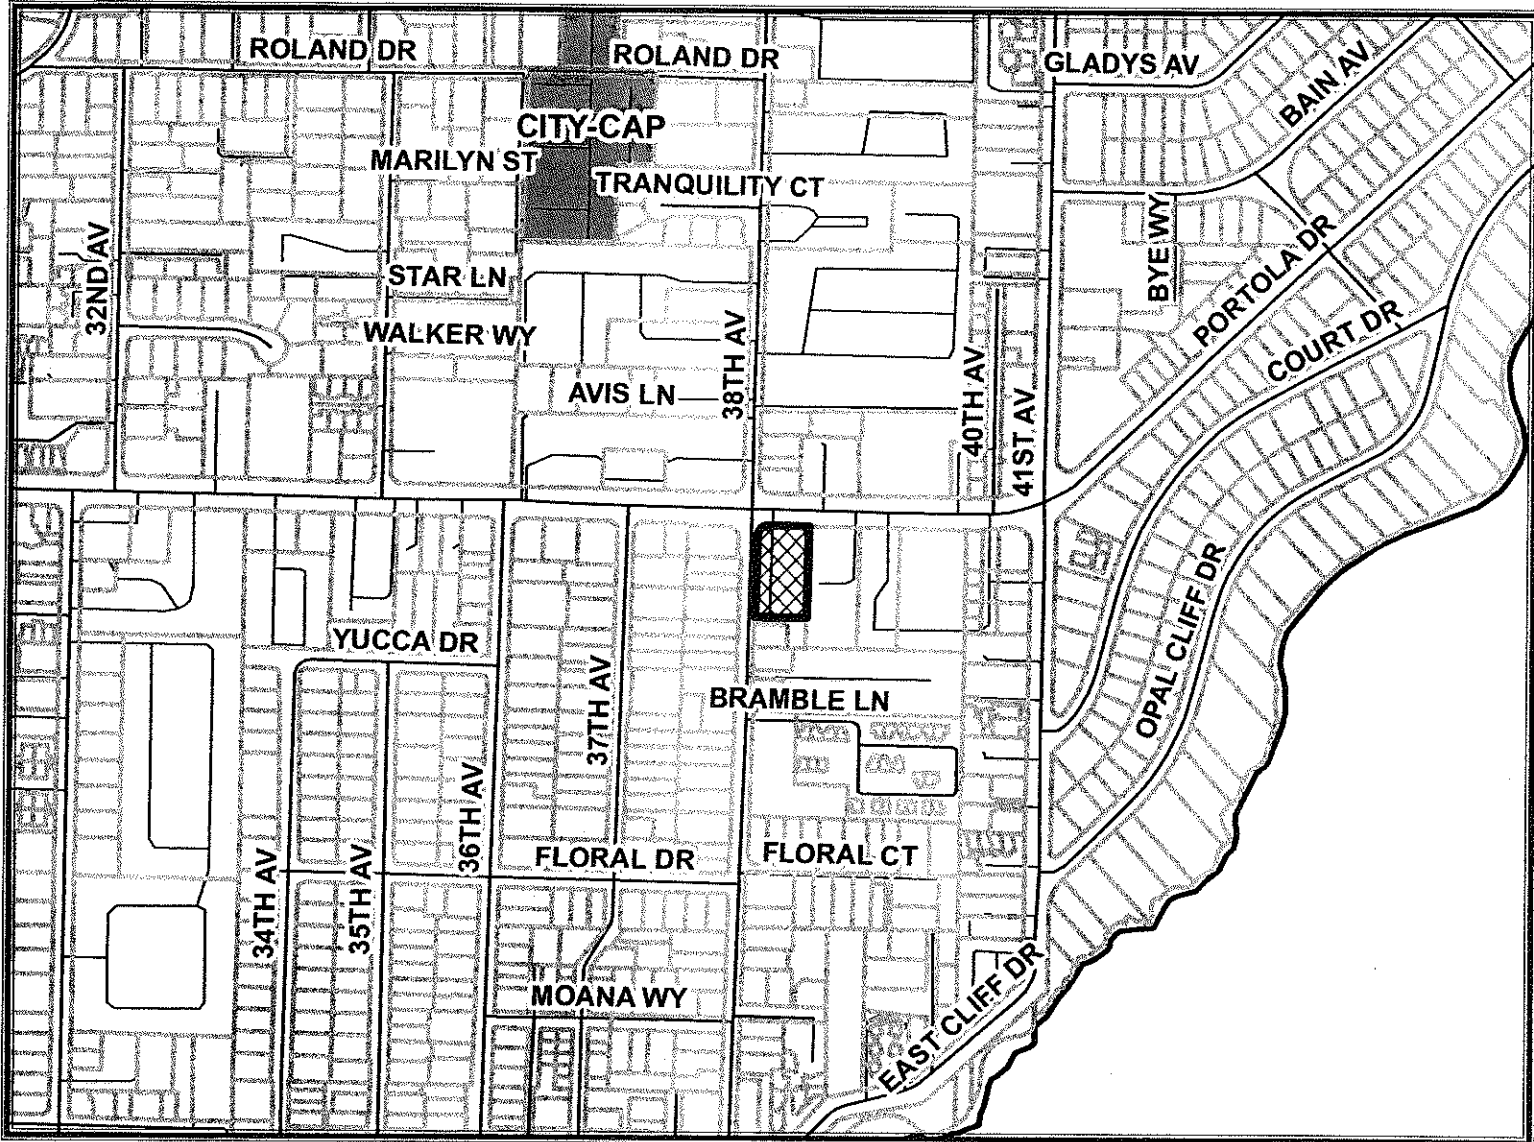 ROLAND DR
ROLAND DR
GLADYS AV
BAIN AV
CITY-CAP
MARILYN ST
TRANQUILITY CT
32ND AV
BYE WY
PORTOLA DR
STAR LN
WALKER WY
COURT DR
38TH AV
AVIS LN
40TH AV
41ST AV
OPAL CLIFF DR
YUCCA DR
37TH AV
BRAMBLE LN
36TH AV
FLORAL DR
FLORAL CT
34TH AV
35TH AV
MOANA WY
EAST CLIFF DR